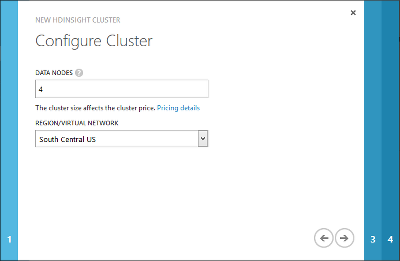 NEW HDINSIGHT CLUSTER
Configure Cluster
DATA NODES ?
4
The cluster size affects the cluster price. Pricing details
REGION/VIRTUAL NETWORK
South Central US
1
3
4